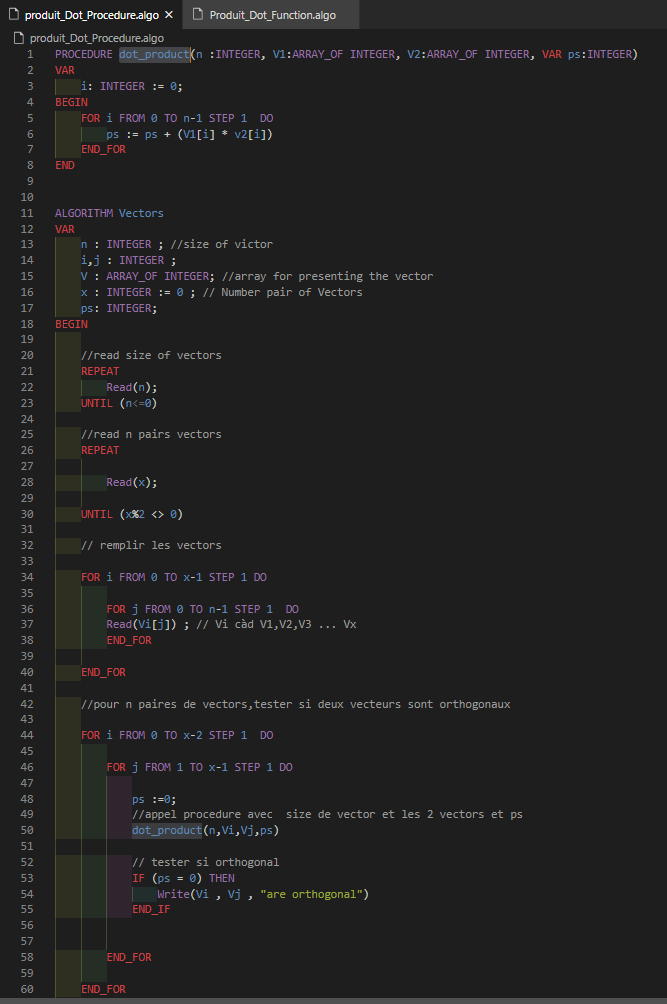 produit_Dot_Procedure.algo × Produit_Dot_Function.algo
produit_Dot_Procedure.algo
1 PROCEDURE dot_product(n :INTEGER, V1:ARRAY_OF INTEGER, V2:ARRAY_OF INTEGER, VAR ps:INTEGER)
2 VAR
3 i: INTEGER := 0;
4 BEGIN
5 FOR i FROM 0 TO n-1 STEP 1  DO
6 ps := ps + (V1[i] * v2[i])
7 END_FOR
8 END
9
10
11 ALGORITHM Vectors
12 VAR
13 n : INTEGER ; //size of victor
14 i,j : INTEGER ;
15 V : ARRAY_OF INTEGER; //array for presenting the vector
16 x : INTEGER := 0 ; // Number pair of Vectors
17 ps: INTEGER;
18 BEGIN
19
20 //read size of vectors
21 REPEAT
22 Read(n);
23 UNTIL (n<=0)
24
25 //read n pairs vectors
26 REPEAT
27
28 Read(x);
29
30 UNTIL (x%2 <> 0)
31
32 // remplir les vectors
33
34 FOR i FROM 0 TO x-1 STEP 1 DO
35
36 FOR j FROM 0 TO n-1 STEP 1  DO
37 Read(Vi[j]) ; // Vi càd V1,V2,V3 ... Vx
38 END_FOR
39
40 END_FOR
41
42 //pour n paires de vectors,tester si deux vecteurs sont orthogonaux
43
44 FOR i FROM 0 TO x-2 STEP 1  DO
45
46 FOR j FROM 1 TO x-1 STEP 1 DO
47
48 ps :=0;
49 //appel procedure avec  size de vector et les 2 vectors et ps
50 dot_product(n,Vi,Vj,ps)
51
52 // tester si orthogonal
53 IF (ps = 0) THEN
54 Write(Vi , Vj , "are orthogonal")
55 END_IF
56
57
58 END_FOR
59
60 END_FOR